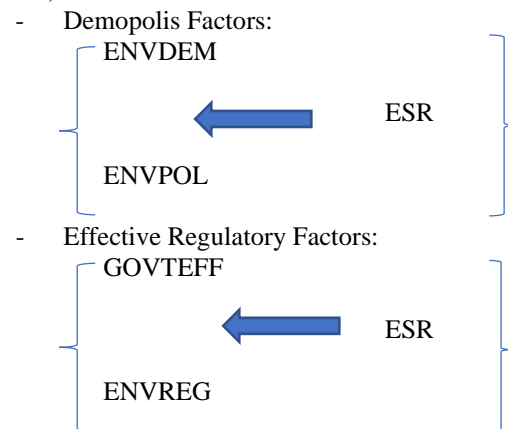 - Demopolis Factors:
ENVDEM
ESR
ENVPOL
- Effective Regulatory Factors:
GOVTEFF
ESR
ENVREG